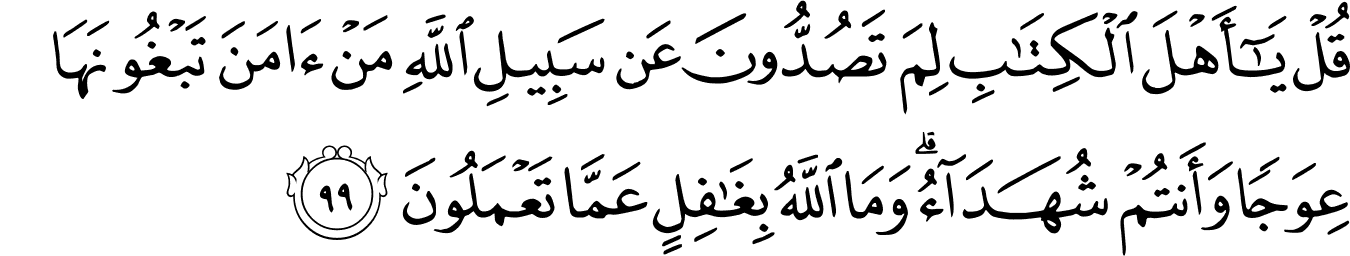 قُلْ يَـٰٓأَهْلَ ٱلْكِتَـٰبِ لِمَ تَصُدُّونَ عَن سَبِيلِ ٱللَّهِ مَنْ ءَامَنَ تَبْغُونَهَا
عِوَجًا وَأَنتُمْ شُهَدَآءُ ۗ وَمَا ٱللَّهُ بِغَـٰفِلٍ عَمَّا تَعْمَلُونَ ٩٩